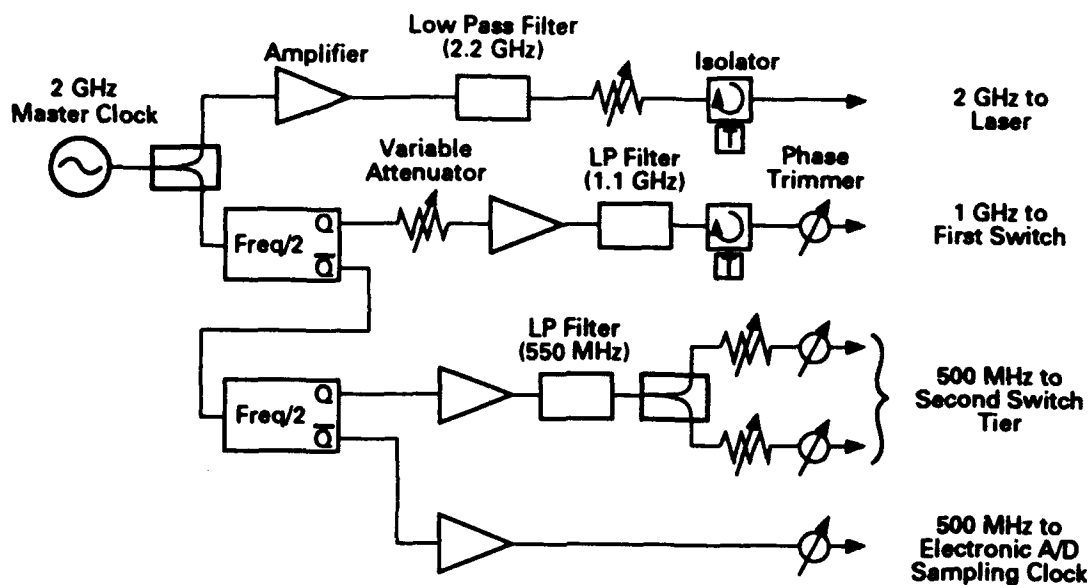 Low Pass Filter
(2.2 GHz)
Amplifier
Isolator
2 GHz
Master Clock
T
2 GHz to
Laser
Variable
Attenuator
LP Filter
(1.1 GHz)
Phase
Trimmer
Freq/2
Q
Q̅
T
1 GHz to
First Switch
LP Filter
(550 MHz)
Freq/2
Q
Q̅
500 MHz to
Second Switch
Tier
500 MHz to
Electronic A/D
Sampling Clock